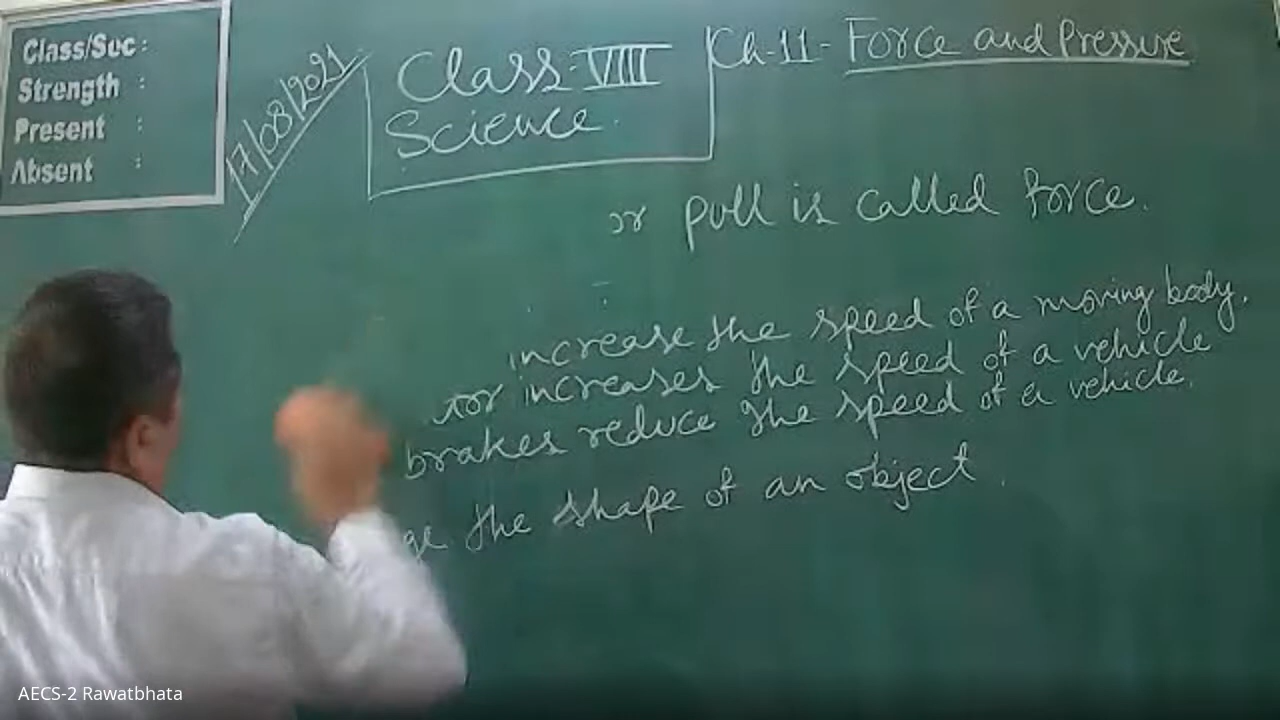 Class/Sec :
Strength :
Present :
Absent :
17/08/2021
Class:-VIII
Science.
Ch-11- Force and Pressure
or pull is called force.
increase the speed of a moving body.
tor increases the speed of a vehicle
brakes reduce the speed of a vehicle.
ge the shape of an object.
AECS-2 Rawatbhata